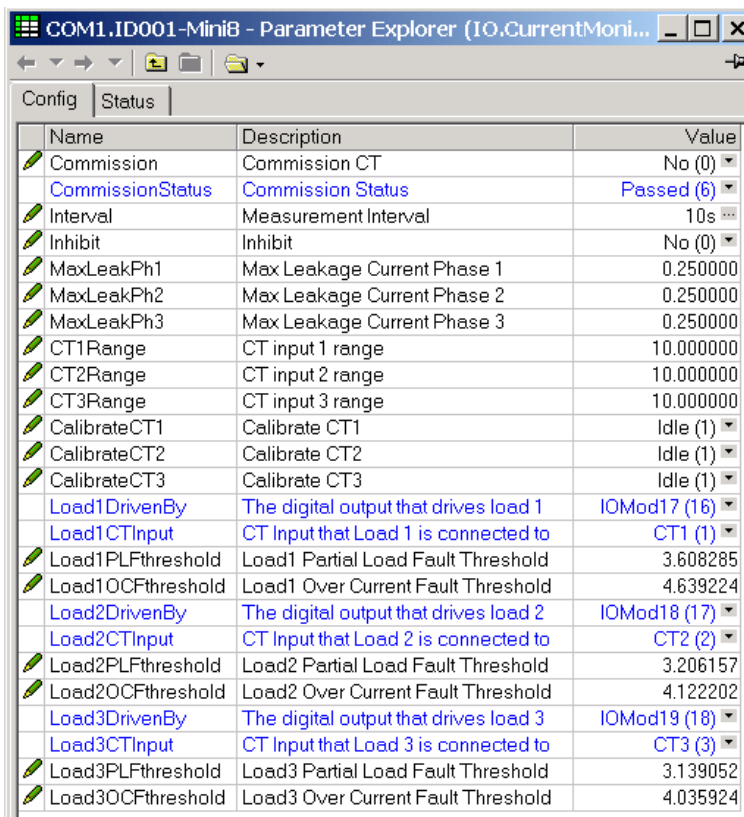 COM1.ID001-Mini8 - Parameter Explorer (IO.CurrentMoni...
Config Status
Name Description Value
Commission Commission CT No (0)
CommissionStatus Commission Status Passed (6)
Interval Measurement Interval 10s ...
Inhibit Inhibit No (0)
MaxLeakPh1 Max Leakage Current Phase 1 0.250000
MaxLeakPh2 Max Leakage Current Phase 2 0.250000
MaxLeakPh3 Max Leakage Current Phase 3 0.250000
CT1Range CT input 1 range 10.000000
CT2Range CT input 2 range 10.000000
CT3Range CT input 3 range 10.000000
CalibrateCT1 Calibrate CT1 Idle (1)
CalibrateCT2 Calibrate CT2 Idle (1)
CalibrateCT3 Calibrate CT3 Idle (1)
Load1DrivenBy The digital output that drives load 1 IOMod17 (16)
Load1CTInput CT Input that Load 1 is connected to CT1 (1)
Load1PLFthreshold Load1 Partial Load Fault Threshold 3.608285
Load1OCFthreshold Load1 Over Current Fault Threshold 4.639224
Load2DrivenBy The digital output that drives load 2 IOMod18 (17)
Load2CTInput CT Input that Load 2 is connected to CT2 (2)
Load2PLFthreshold Load2 Partial Load Fault Threshold 3.206157
Load2OCFthreshold Load2 Over Current Fault Threshold 4.122202
Load3DrivenBy The digital output that drives load 3 IOMod19 (18)
Load3CTInput CT Input that Load 3 is connected to CT3 (3)
Load3PLFthreshold Load3 Partial Load Fault Threshold 3.139052
Load3OCFthreshold Load3 Over Current Fault Threshold 4.035924